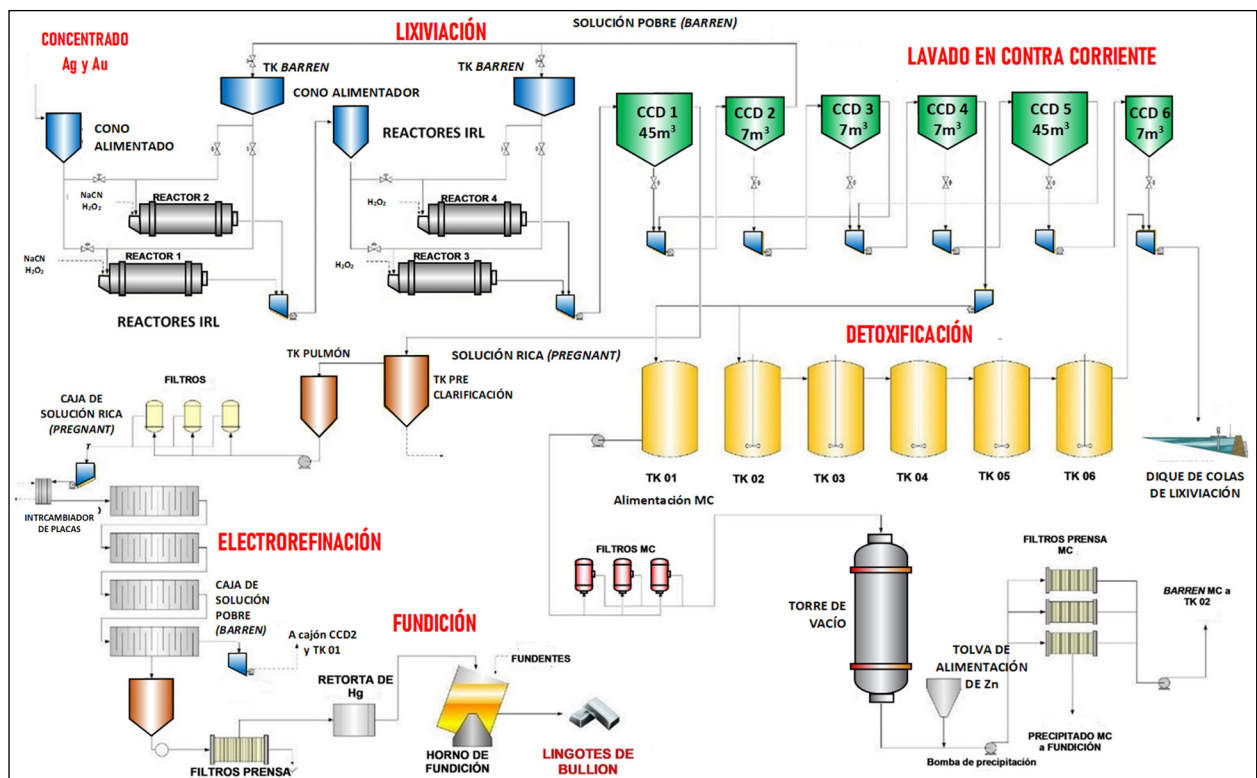 SOLUCIÓN POBRE (BARREN)
CONCENTRADO
Ag y Au
LIXIVIACIÓN
LAVADO EN CONTRA CORRIENTE
TK BARREN
TK BARREN
CONO ALIMENTADOR
CONO
ALIMENTADO
REACTORES IRL
CCD 1
45m³
CCD 2
7m³
CCD 3
7m³
CCD 4
7m³
CCD 5
45m³
CCD 6
7m³
NaCN
H₂O₂
REACTOR 2
H₂O₂
REACTOR 4
NaCN
H₂O₂
REACTOR 1
H₂O₂
REACTOR 3
REACTORES IRL
DETOXIFICACIÓN
TK PULMÓN
SOLUCIÓN RICA (PREGNANT)
TK PRE
CLARIFICACIÓN
FILTROS
CAJA DE
SOLUCIÓN RICA
(PREGNANT)
TK 01
TK 02
TK 03
TK 04
TK 05
TK 06
Alimentación MC
DIQUE DE COLAS
DE LIXIVIACIÓN
INTRCAMBIADOR
DE PLACAS
ELECTROREFINACIÓN
FILTROS MC
FILTROS PRENSA
MC
CAJA DE
SOLUCIÓN
POBRE
(BARREN)
TORRE DE
VACÍO
BARREN MC a
TK 02
A cajón CCD2
y TK 01
FUNDICIÓN
FUNDENTES
TOLVA DE
ALIMENTACIÓN
DE Zn
RETORTA DE
Hg
FILTROS PRENSA
HORNO DE
FUNDICIÓN
LINGOTES DE
BULLION
Bomba de precipitación
PRECIPITADO MC
a FUNDICIÓN